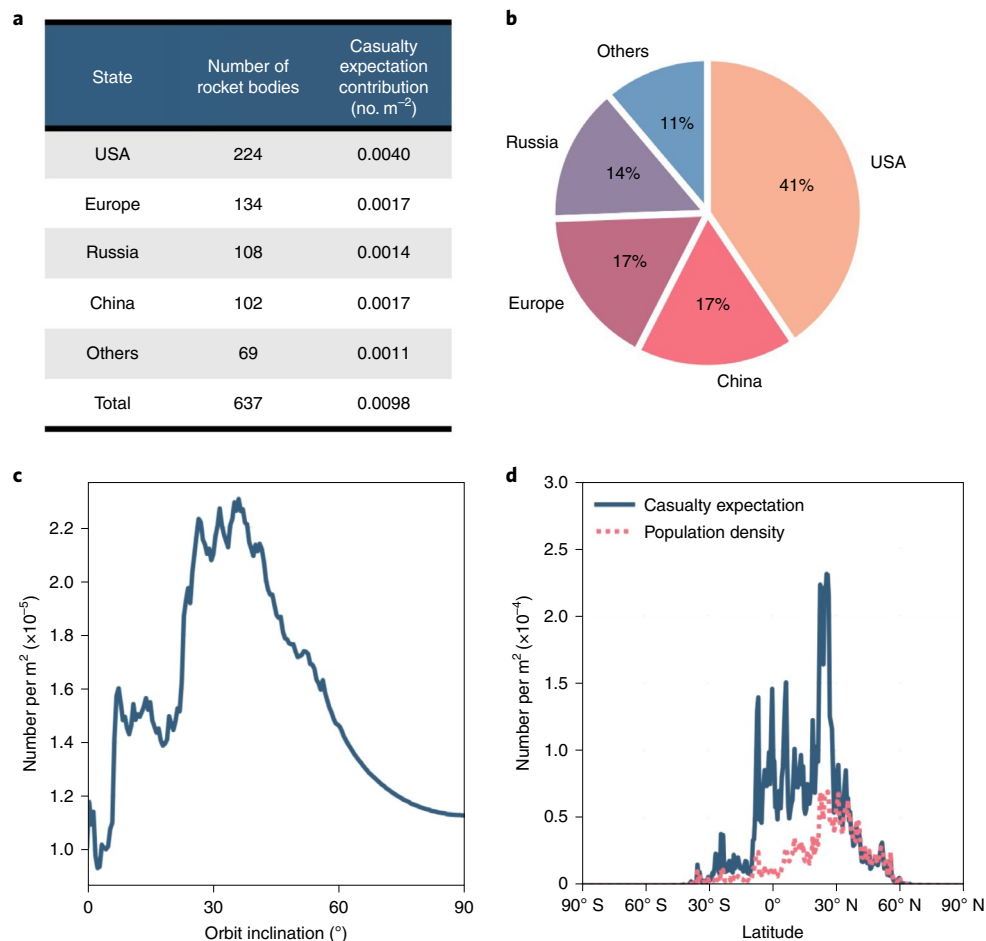 a
State
Number of
rocket bodies
Casualty
expectation
contribution
(no. m⁻²)
USA 224 0.0040
Europe 134 0.0017
Russia 108 0.0014
China 102 0.0017
Others 69 0.0011
Total 637 0.0098
b
Others
Russia
Europe
China
USA
11%
14%
17%
17%
41%
c
Number per m² (×10⁻⁵)
2.2
2.0
1.8
1.6
1.4
1.2
1.0
0 30 60 90
Orbit inclination (°)
d
Number per m² (×10⁻⁴)
3.0
2.5
2.0
1.5
1.0
0.5
0
Casualty expectation
Population density
90° S 60° S 30° S 0° 30° N 60° N 90° N
Latitude